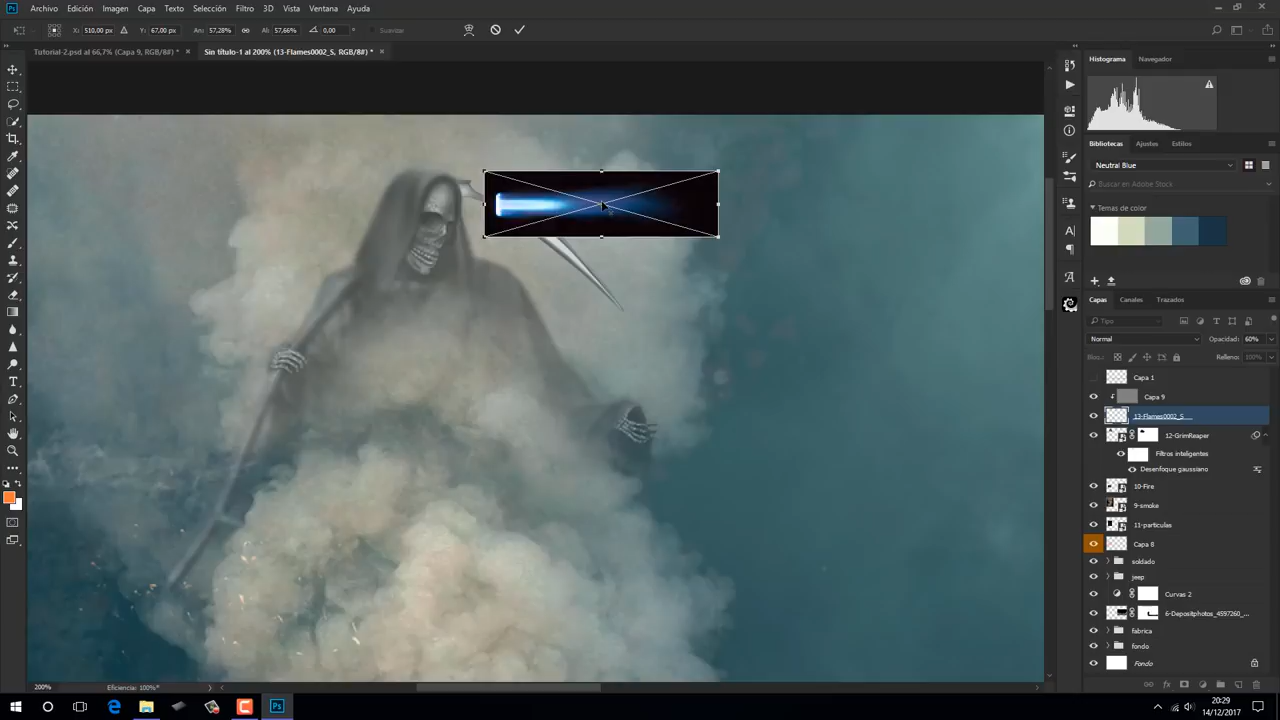 Archivo Edición Imagen Capa Texto Selección Filtro 3D Vista Ventana Ayuda
X: 510,00 px Y: 67,00 px An: 57,28% Al: 57,66% 0,00 ° Suavizar
Tutorial-2.psd al 66,7% (Capa 9, RGB/8#) * × Sin título-1 al 200% (13-Flames0002_S, RGB/8#) * ×
Histograma Navegador
Bibliotecas Ajustes Estilos
Neutral Blue
Buscar en Adobe Stock
Temas de color
Capas Canales Trazados
Tipo
Normal Opacidad: 60%
Bloq.: Relleno: 100%
Capa 1
Capa 9
13-Flames0002_S
12-GrimReaper
Filtros inteligentes
Desenfoque gaussiano
10-Fire
9-smoke
11-particulas
Capa 8
soldado
jeep
Curvas 2
6-Depositphotos_4597260_...
fabrica
fondo
Fondo
200% Eficiencia: 100%*
20:29
14/12/2017